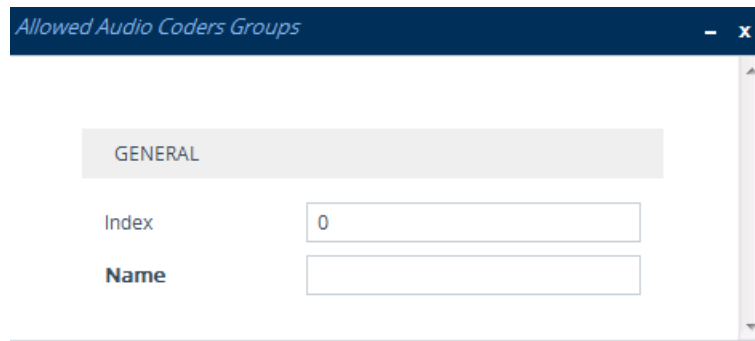 Allowed Audio Coders Groups
– x
GENERAL
Index 0
Name